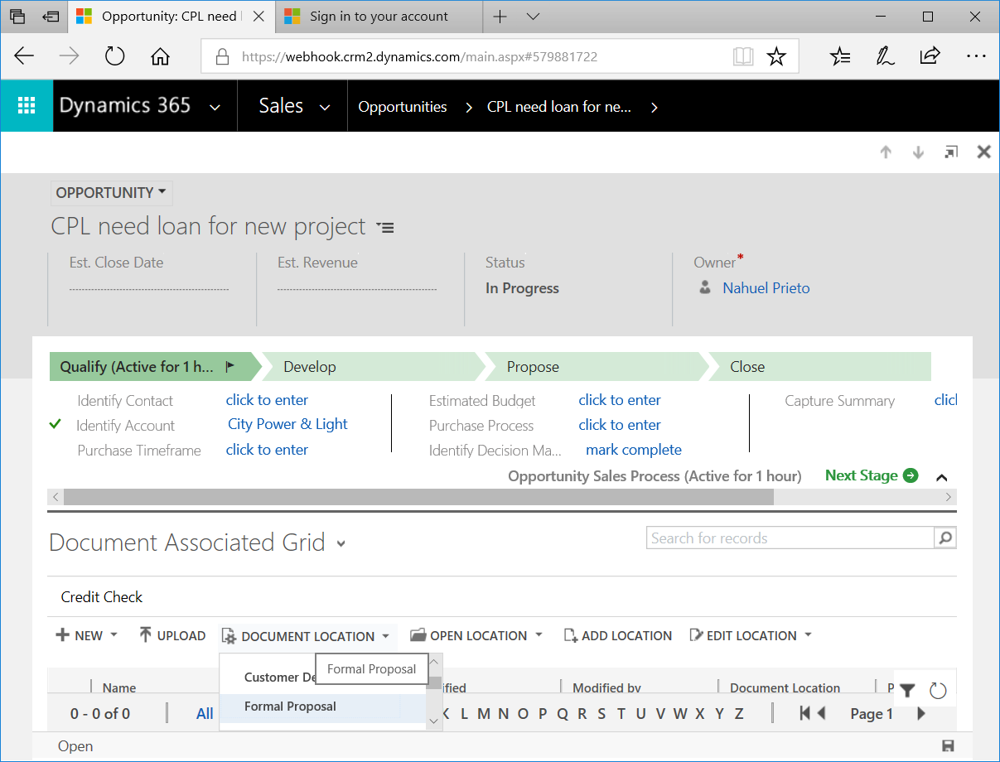 Opportunity: CPL need
Sign in to your account
https://webhook.crm2.dynamics.com/main.aspx#579881722
Dynamics 365
Sales
Opportunities
CPL need loan for ne...
OPPORTUNITY
CPL need loan for new project
Est. Close Date
Est. Revenue
Status
Owner*
In Progress
Nahuel Prieto
Qualify (Active for 1 h...
Develop
Propose
Close
Identify Contact
click to enter
Estimated Budget
click to enter
Capture Summary
clic
Identify Account
City Power & Light
Purchase Process
click to enter
Purchase Timeframe
click to enter
Identify Decision Ma...
mark complete
Opportunity Sales Process (Active for 1 hour)
Next Stage
Document Associated Grid
Search for records
Credit Check
NEW
UPLOAD
DOCUMENT LOCATION
OPEN LOCATION
ADD LOCATION
EDIT LOCATION
Customer De
Formal Proposal
Name
ified
Modified by
Document Location
P
Formal Proposal
0 - 0 of 0
All
K L M N O P Q R S T U V W X Y Z
Page 1
Open